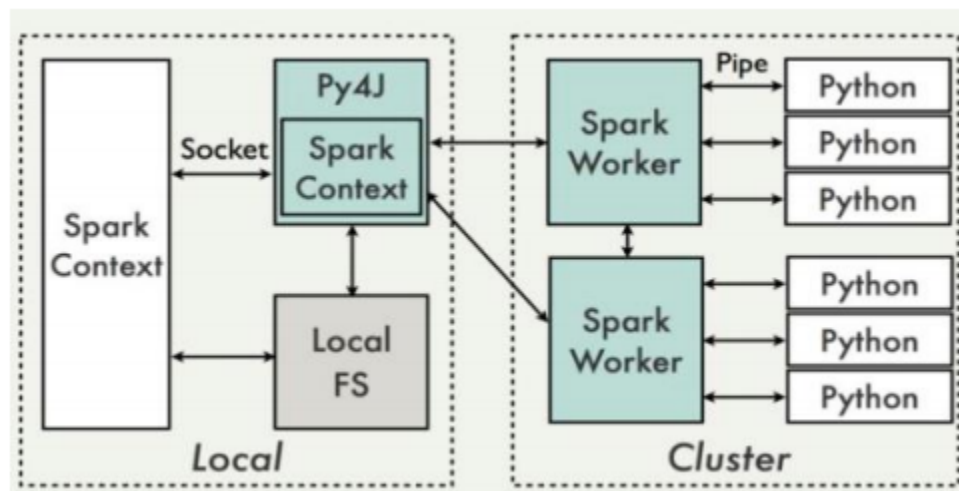 Spark
Context
Socket
Py4J
Spark
Context
Local
FS
Local
Spark
Worker
Pipe
Python
Python
Python
Spark
Worker
Python
Python
Python
Cluster